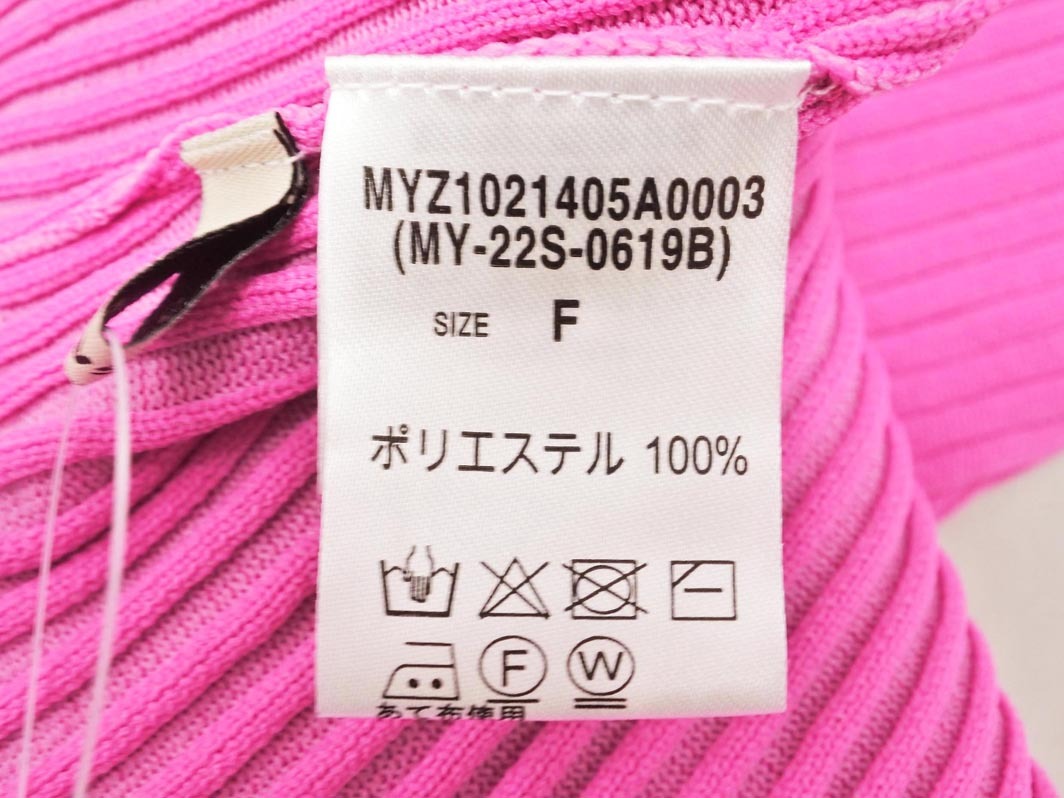 MYZ1021405A0003
(MY-22S-0619B)
SIZE F
ポリエステル 100%
F W
あて布使用